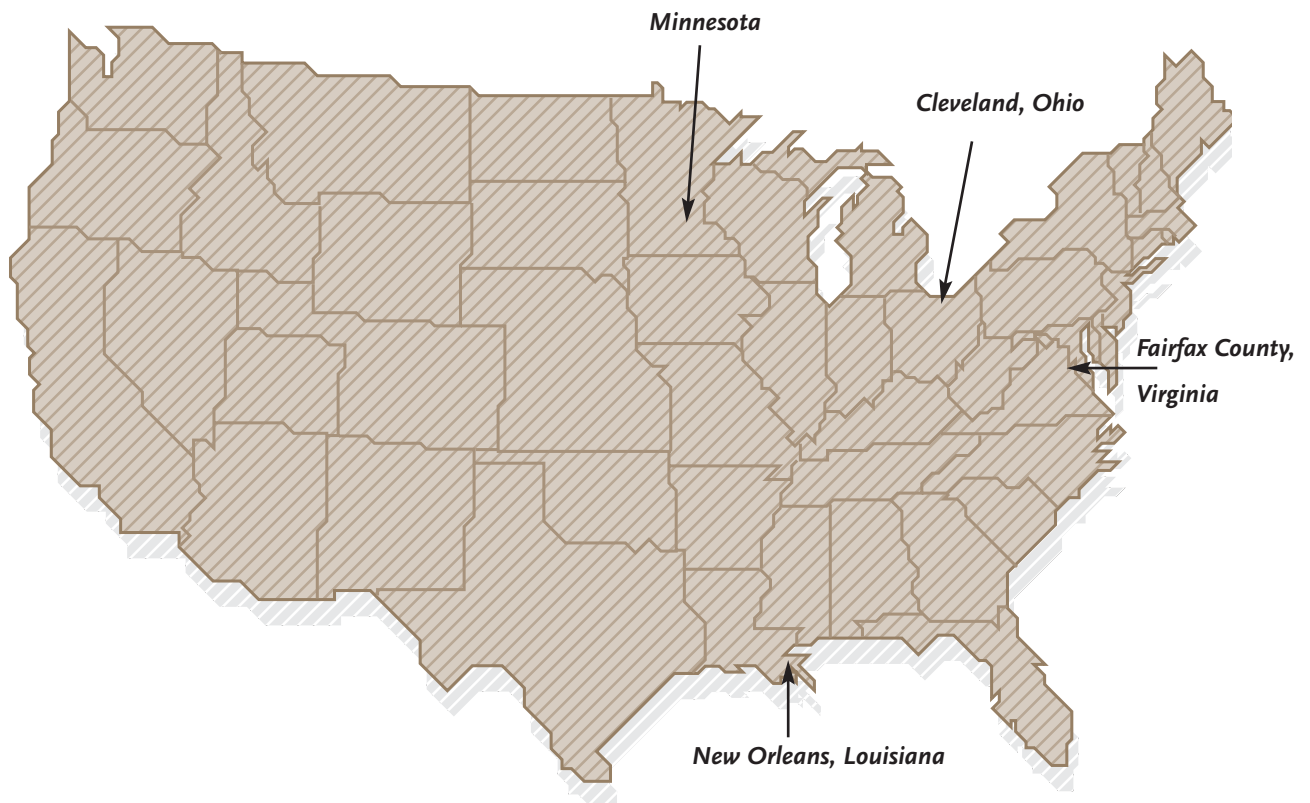 Minnesota
Cleveland, Ohio
Fairfax County,
Virginia
New Orleans, Louisiana